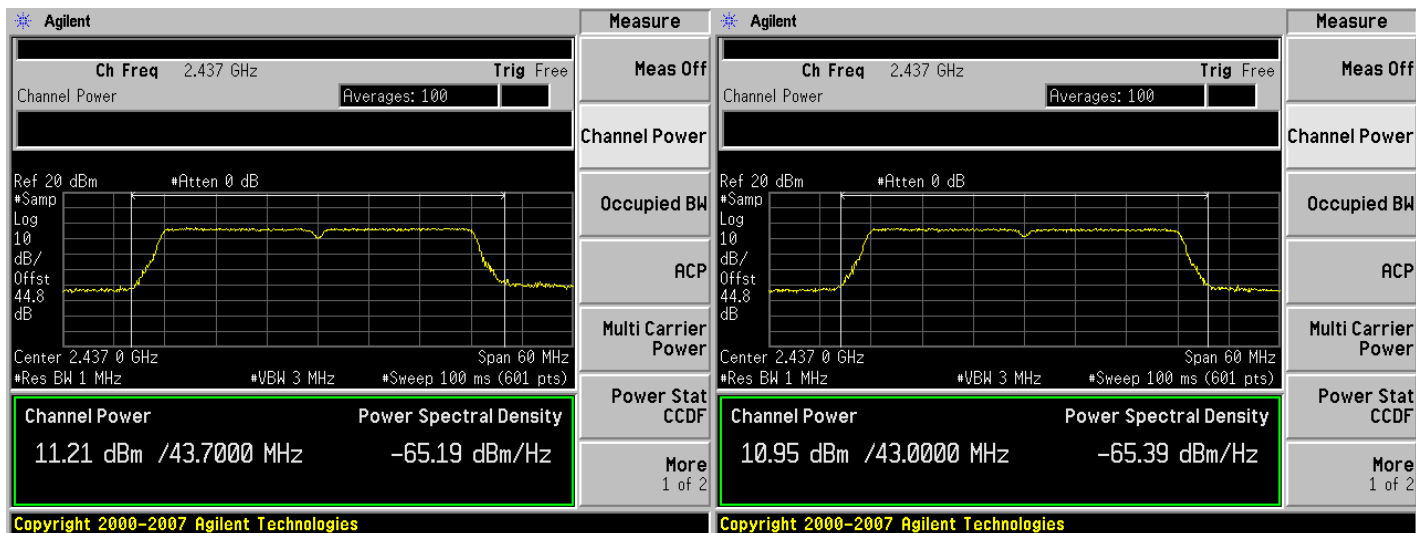 Agilent
Measure
Ch Freq 2.437 GHz Trig Free
Channel Power Averages: 100
Ref 20 dBm #Atten 0 dB
#Samp
Log
10
dB/
Offst
44.8
dB
Center 2.437 0 GHz Span 60 MHz
#Res BW 1 MHz #VBW 3 MHz #Sweep 100 ms (601 pts)
Channel Power Power Spectral Density
11.21 dBm /43.7000 MHz -65.19 dBm/Hz
Meas Off
Channel Power
Occupied BW
ACP
Multi Carrier
Power
Power Stat
CCDF
More
1 of 2
Copyright 2000-2007 Agilent Technologies
Agilent
Measure
Ch Freq 2.437 GHz Trig Free
Channel Power Averages: 100
Ref 20 dBm #Atten 0 dB
#Samp
Log
10
dB/
Offst
44.8
dB
Center 2.437 0 GHz Span 60 MHz
#Res BW 1 MHz #VBW 3 MHz #Sweep 100 ms (601 pts)
Channel Power Power Spectral Density
10.95 dBm /43.0000 MHz -65.39 dBm/Hz
Meas Off
Channel Power
Occupied BW
ACP
Multi Carrier
Power
Power Stat
CCDF
More
1 of 2
Copyright 2000-2007 Agilent Technologies